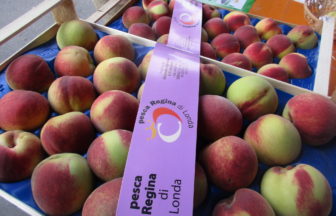 pesca Regina di Londa
pesca
Regina
di
Londa